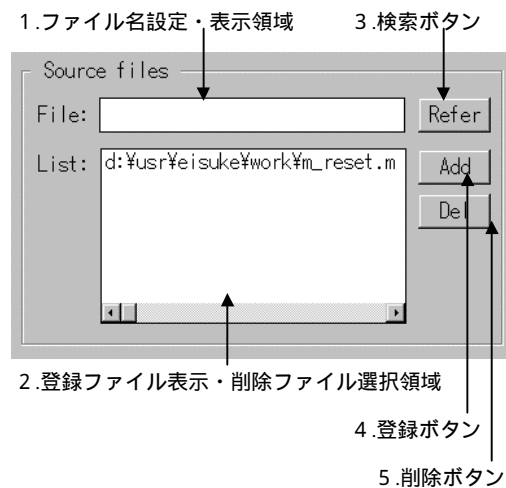 1.ファイル名設定・表示領域 3.検索ボタン
Source files
File: Refer
List: d:¥usr¥eisuke¥work¥m_reset.m Add
Del
2.登録ファイル表示・削除ファイル選択領域
4.登録ボタン
5.削除ボタン